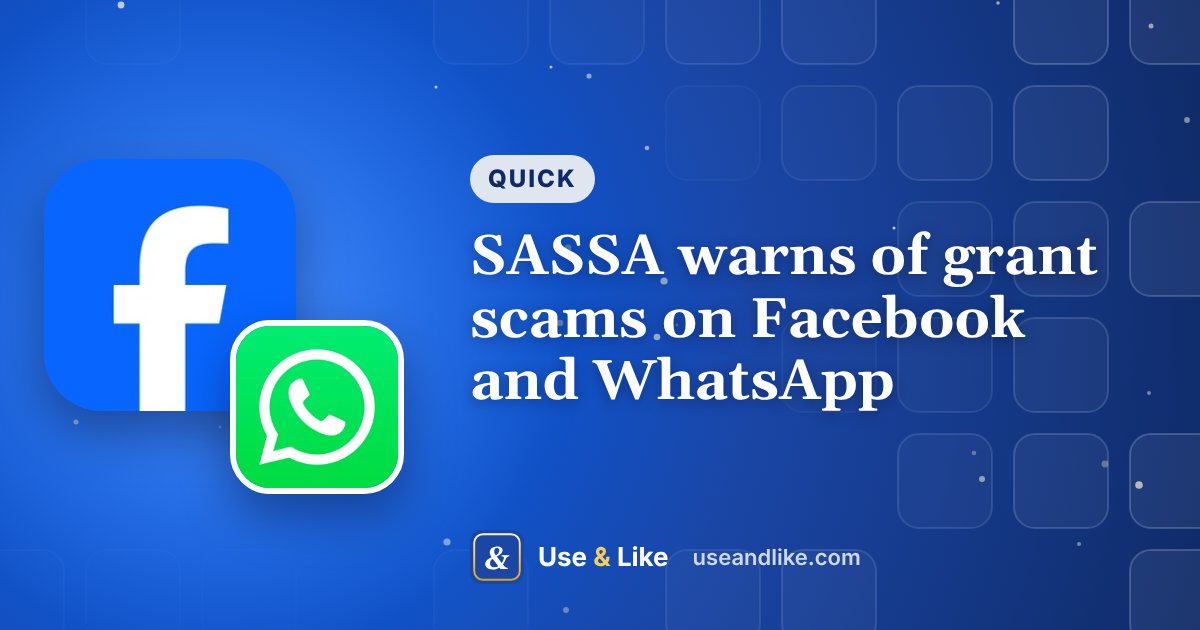 QUICK
SASSA warns of grant
scams on Facebook
and WhatsApp
& Use & Like useandlike.com